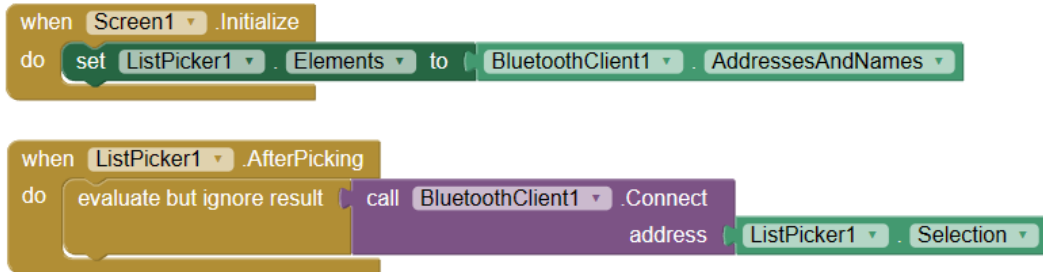 when Screen1 .Initialize
do set ListPicker1 . Elements to BluetoothClient1 . AddressesAndNames
when ListPicker1 .AfterPicking
do evaluate but ignore result call BluetoothClient1 .Connect
address ListPicker1 . Selection